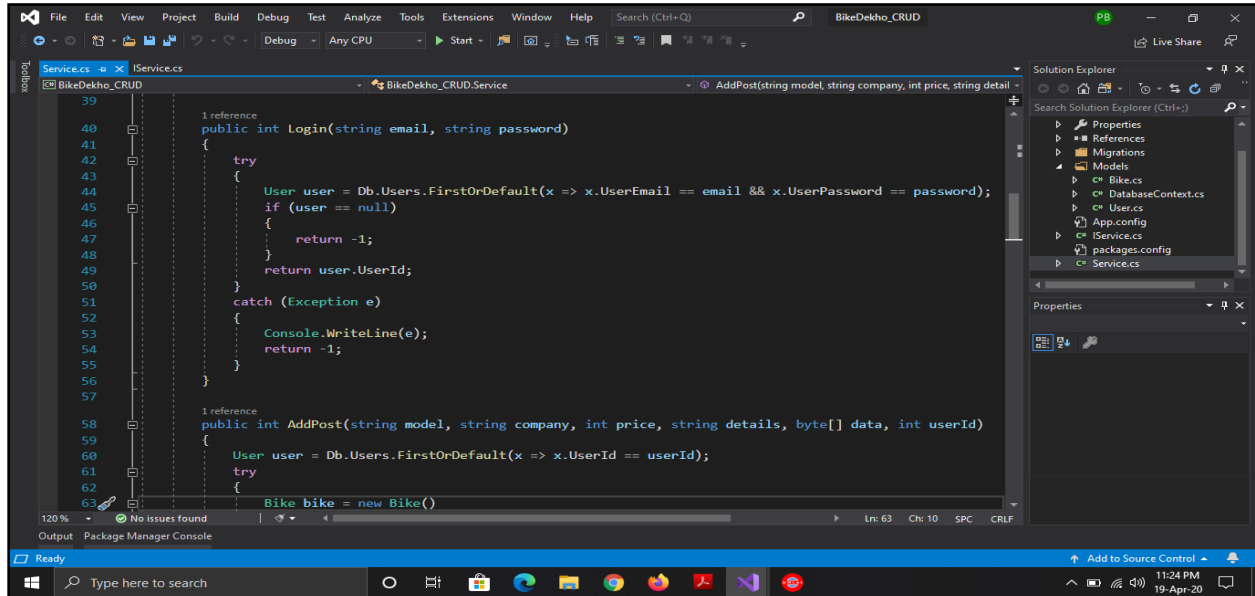 File Edit View Project Build Debug Test Analyze Tools Extensions Window Help Search (Ctrl+Q) BikeDekho_CRUD PB
Debug Any CPU Start Live Share
Toolbox
Service.cs IService.cs
BikeDekho_CRUD BikeDekho_CRUD.Service AddPost(string model, string company, int price, string detail
39
1 reference
40 public int Login(string email, string password)
41 {
42 try
43 {
44 User user = Db.Users.FirstOrDefault(x => x.UserEmail == email && x.UserPassword == password);
45 if (user == null)
46 {
47 return -1;
48 }
49 return user.UserId;
50 }
51 catch (Exception e)
52 {
53 Console.WriteLine(e);
54 return -1;
55 }
56 }
57
1 reference
58 public int AddPost(string model, string company, int price, string details, byte[] data, int userId)
59 {
60 User user = Db.Users.FirstOrDefault(x => x.UserId == userId);
61 try
62 {
63 Bike bike = new Bike()
120 % No issues found Ln: 63 Ch: 10 SPC CRLF
Solution Explorer
Search Solution Explorer (Ctrl+;)
Properties
References
Migrations
Models
C# Bike.cs
C# DatabaseContext.cs
C# User.cs
App.config
C# IService.cs
packages.config
C# Service.cs
Properties
Output Package Manager Console
Ready Add to Source Control
Type here to search 11:24 PM
19-Apr-20